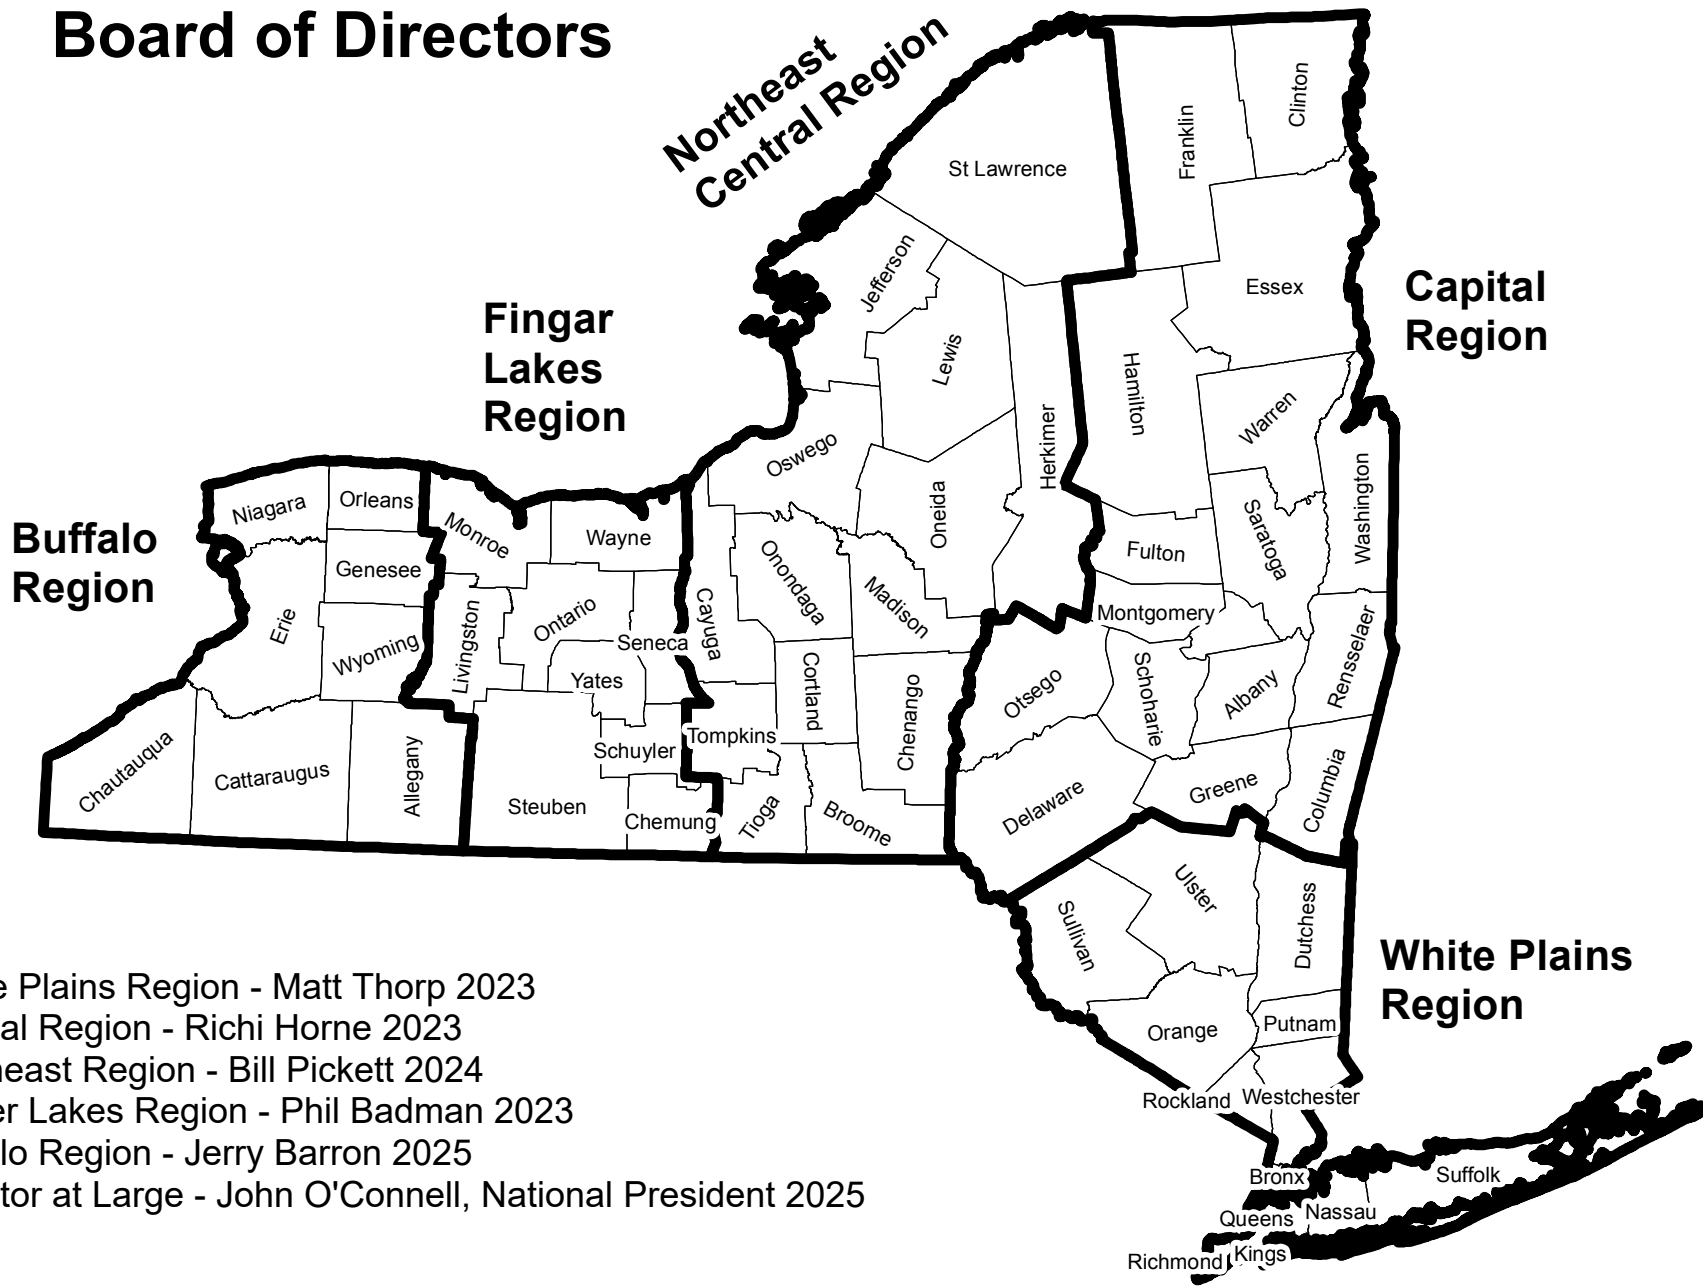 Board of Directors
Northeast
Central Region
Clinton
Franklin
St Lawrence
Jefferson
Essex
Capital
Region
Fingar
Lakes
Region
Lewis
Hamilton
Warren
Herkimer
Oswego
Washington
Niagara
Orleans
Monroe
Wayne
Oneida
Saratoga
Buffalo
Region
Genesee
Onondaga
Fulton
Madison
Montgomery
Erie
Wyoming
Livingston
Ontario
Seneca
Cayuga
Rensselaer
Yates
Cortland
Chenango
Otsego
Schoharie
Albany
Chautauqua
Cattaraugus
Allegany
Schuyler
Tompkins
Steuben
Chemung
Tioga
Broome
Delaware
Greene
Columbia
Ulster
Sullivan
Dutchess
White Plains
Region
e Plains Region - Matt Thorp 2023
al Region - Richi Horne 2023
east Region - Bill Pickett 2024
er Lakes Region - Phil Badman 2023
lo Region - Jerry Barron 2025
tor at Large - John O'Connell, National President 2025
Orange
Putnam
Rockland
Westchester
Bronx
Suffolk
Queens
Nassau
Richmond
Kings